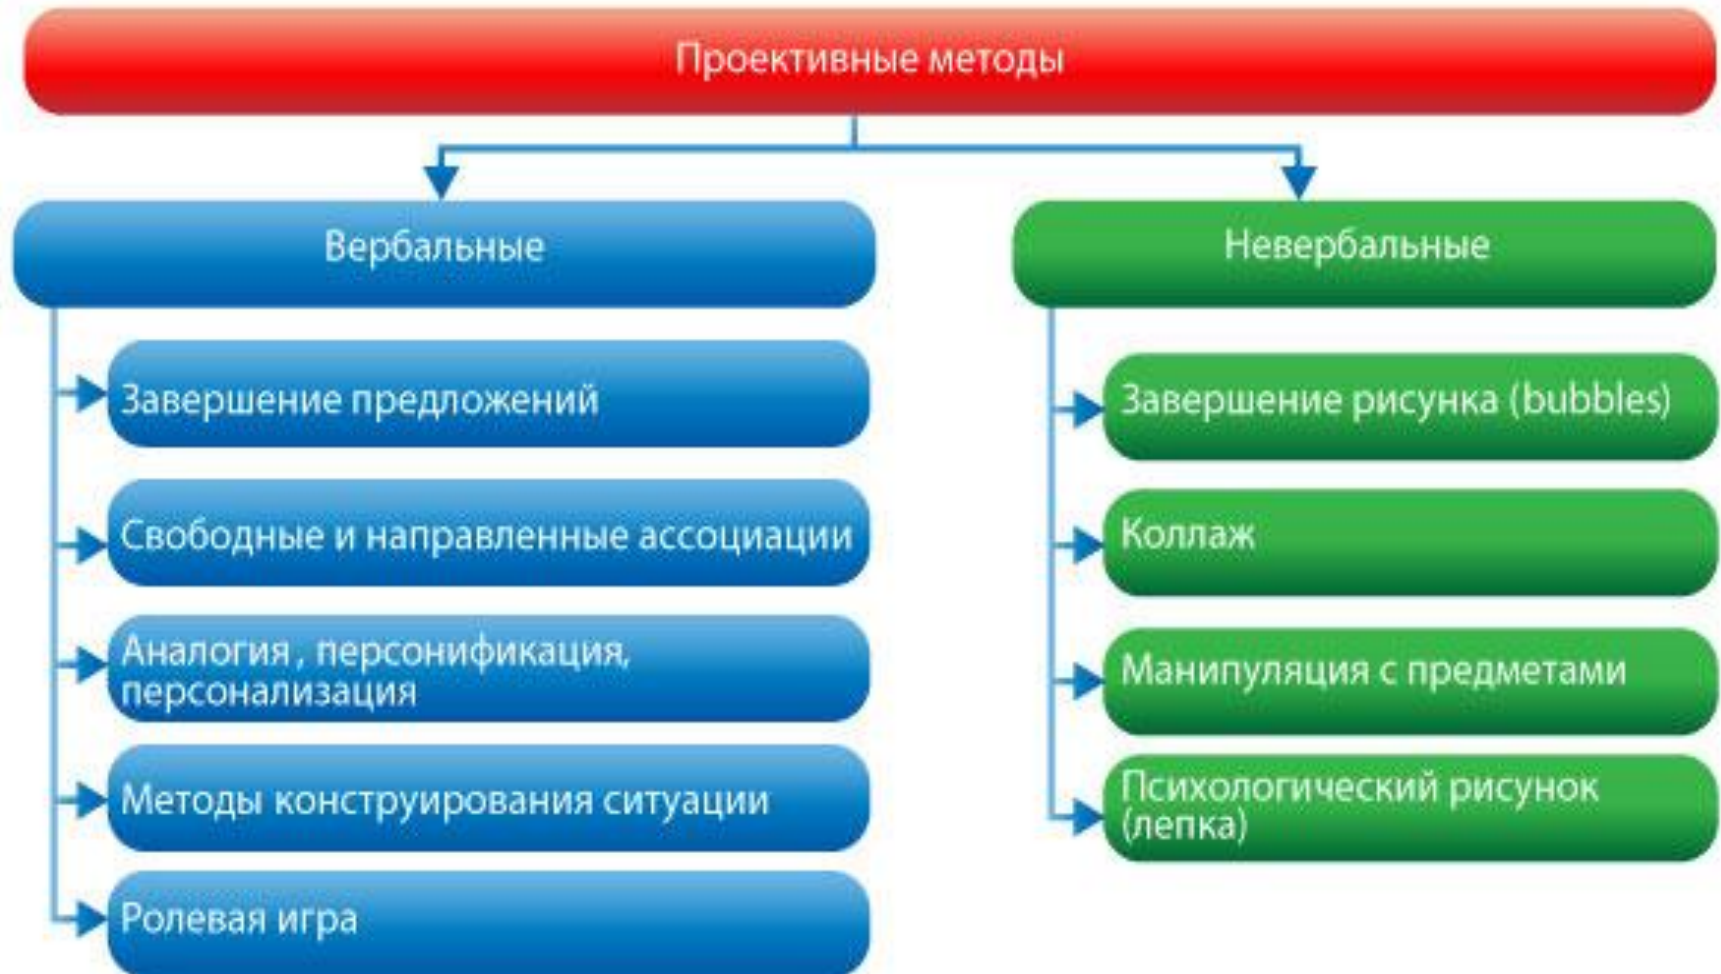 Проективные методы
Вербальные
Завершение предложений
Свободные и направленные ассоциации
Аналогия, персонификация,
персонализация
Методы конструирования ситуации
Ролевая игра
Невербальные
Завершение рисунка (bubbles)
Коллаж
Манипуляция с предметами
Психологический рисунок
(лепка)